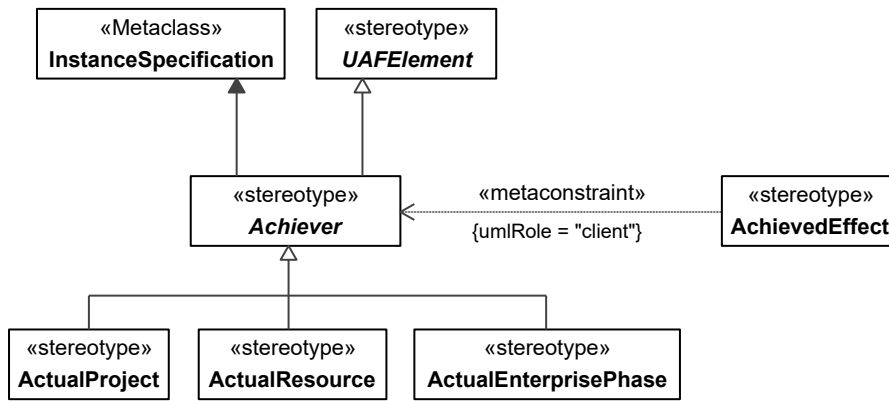 «Metaclass»
InstanceSpecification
«stereotype»
UAFElement
«stereotype»
Achiever
«metaconstraint»
{umlRole = "client"}
«stereotype»
AchievedEffect
«stereotype»
ActualProject
«stereotype»
ActualResource
«stereotype»
ActualEnterprisePhase